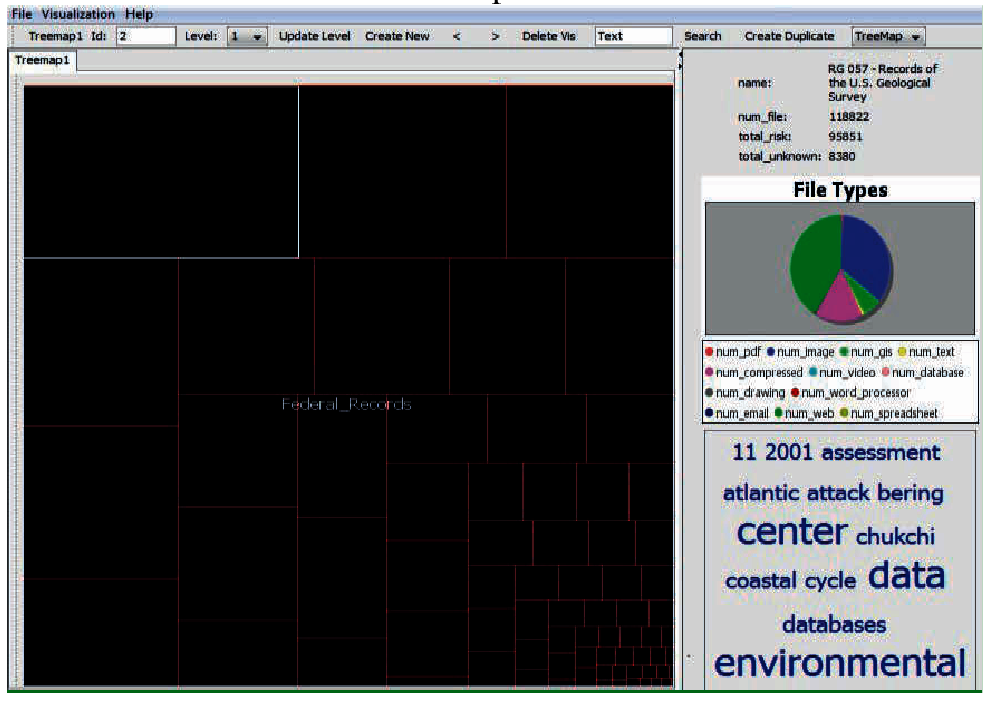 File Visualization Help
Treemap1 Id: 2 Level: 1 Update Level Create New < > Delete Vis Text Search Create Duplicate TreeMap
Treemap1
Federal_Records
name: RG 057 - Records of
the U.S. Geological
Survey
num_file: 118822
total_risk: 95851
total_unknown: 8380
File Types
num_pdf num_image num_gis num_text
num_compressed num_video num_database
num_drawing num_word_processor
num_email num_web num_spreadsheet
11 2001 assessment
atlantic attack bering
center chukchi
coastal cycle data
databases
environmental